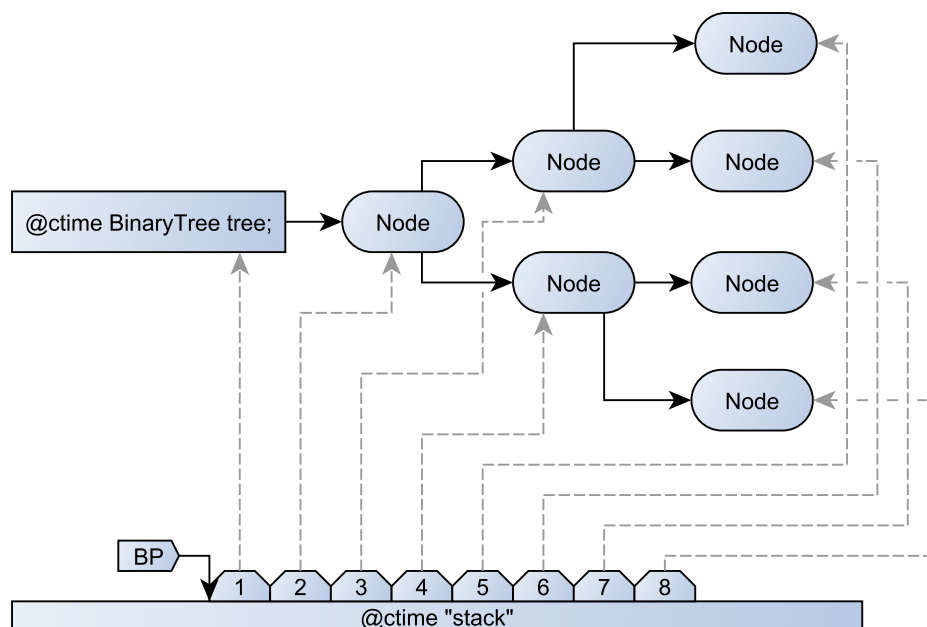 Node
Node
Node
@ctime BinaryTree tree;
Node
Node
Node
Node
BP
1
2
3
4
5
6
7
8
@ctime "stack"